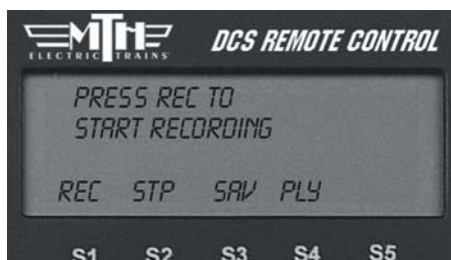 MTH DCS REMOTE CONTROL
ELECTRIC TRAINS
PRESS REC TO
START RECORDING
REC STP SAV PLY
S1 S2 S3 S4 S5